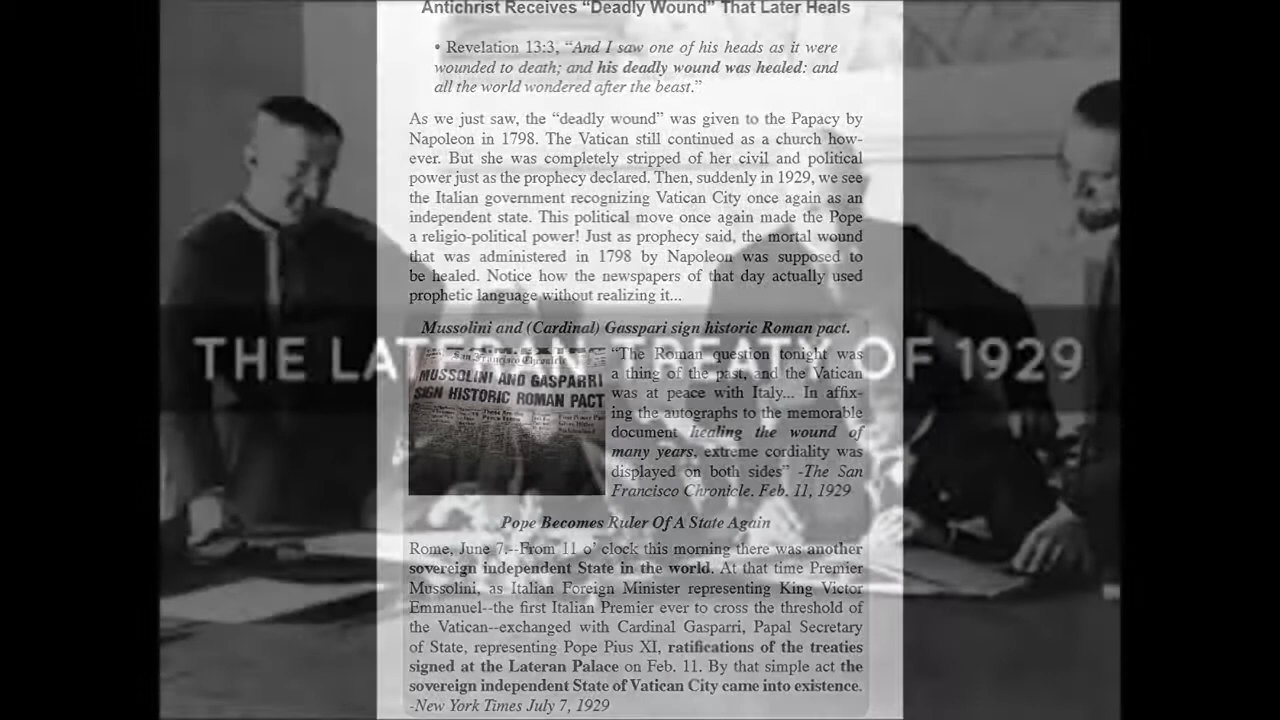 Antichrist Receives “Deadly Wound” That Later Heals
• Revelation 13:3, “And I saw one of his heads as it were
wounded to death; and his deadly wound was healed: and
all the world wondered after the beast.”
As we just saw, the “deadly wound” was given to the Papacy by
Napoleon in 1798. The Vatican still continued as a church how-
ever. But she was completely stripped of her civil and political
power just as the prophecy declared. Then, suddenly in 1929, we see
the Italian government recognizing Vatican City once again as an
independent state. This political move once again made the Pope
a religio-political power! Just as prophecy said, the mortal wound
that was administered in 1798 by Napoleon was supposed to
be healed. Notice how the newspapers of that day actually used
prophetic language without realizing it...
Mussolini and (Cardinal) Gasspari sign historic Roman pact.
San Francisco Chronicle
MUSSOLINI AND GASPARRI
SIGN HISTORIC ROMAN PACT
“The Roman question tonight was
a thing of the past, and the Vatican
was at peace with Italy... In affix-
ing the autographs to the memorable
document healing the wound of
many years, extreme cordiality was
displayed on both sides” -The San
Francisco Chronicle. Feb. 11, 1929
THE LATERAN TREATY OF 1929
Pope Becomes Ruler Of A State Again
Rome, June 7.--From 11 o’ clock this morning there was another
sovereign independent State in the world. At that time Premier
Mussolini, as Italian Foreign Minister representing King Victor
Emmanuel--the first Italian Premier ever to cross the threshold of
the Vatican--exchanged with Cardinal Gasparri, Papal Secretary
of State, representing Pope Pius XI, ratifications of the treaties
signed at the Lateran Palace on Feb. 11. By that simple act the
sovereign independent State of Vatican City came into existence.
-New York Times July 7, 1929